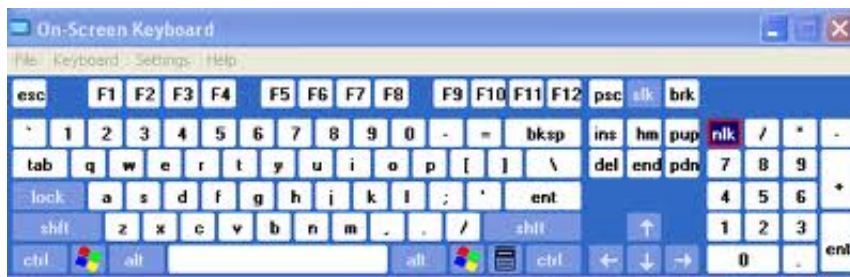 On-Screen Keyboard
File Keyboard Settings Help
esc F1 F2 F3 F4 F5 F6 F7 F8 F9 F10 F11 F12 psc slk brk
` 1 2 3 4 5 6 7 8 9 0 - = bksp ins hm pup nlk / * -
tab q w e r t y u i o p [ ] \ del end pdn 7 8 9 +
lock a s d f g h j k l ; ' ent 4 5 6
shft z x c v b n m , . / shft ↑ 1 2 3 ent
ctrl alt alt ctrl ← ↓ → 0 .